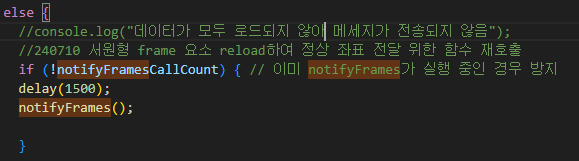 else {
//console.log("데이터가 모두 로드되지 않아 메세지가 전송되지 않음");
//240710 서원형 frame 요소 reload하여 정상 좌표 전달 위한 함수 재호출
if (!notifyFramesCallCount) { // 이미 notifyFrames가 실행 중인 경우 방지
delay(1500);
notifyFrames();
}